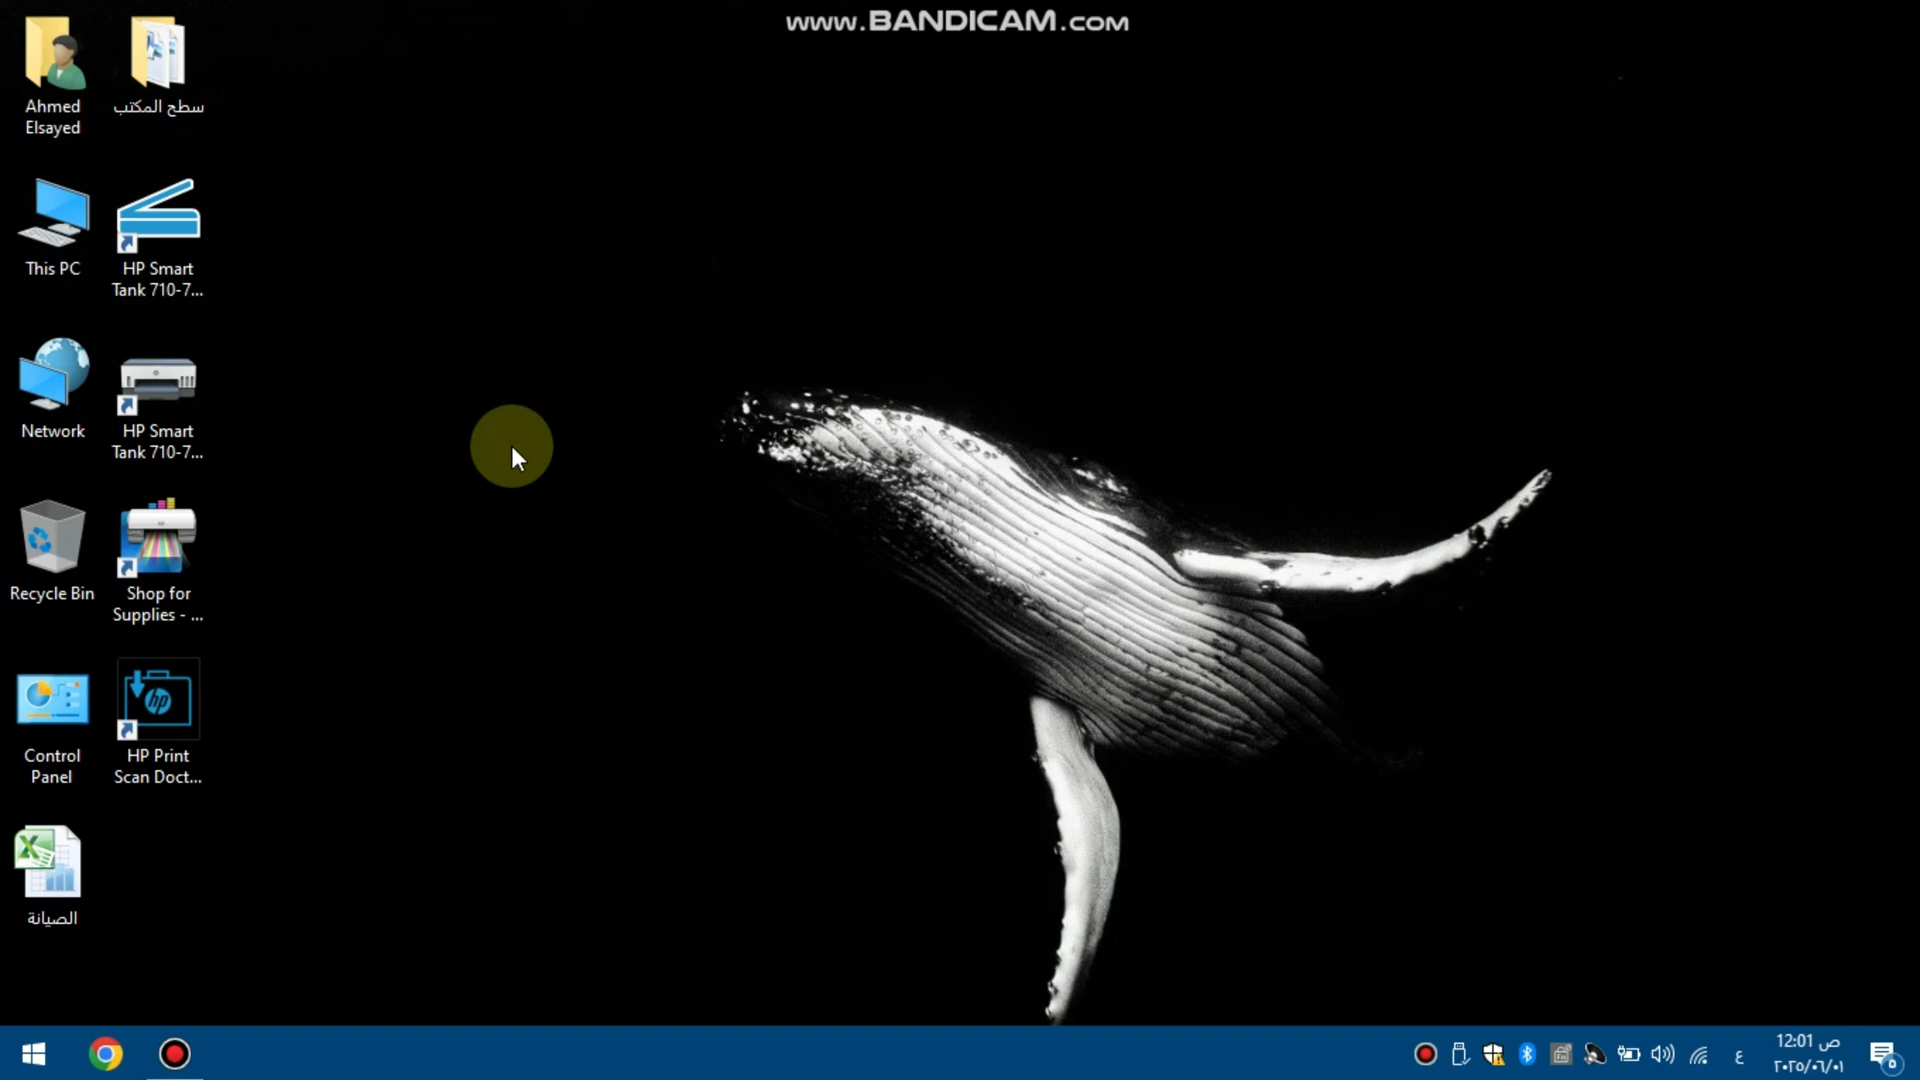 www.BANDICAM.com
Ahmed
Elsayed
سطح المكتب
This PC
HP Smart
Tank 710-7...
Network
HP Smart
Tank 710-7...
Recycle Bin
Shop for
Supplies - ...
Control
Panel
HP Print
Scan Doct...
الصيانة
ع
12:01 ص
٢٠٢٥/٠٦/٠١